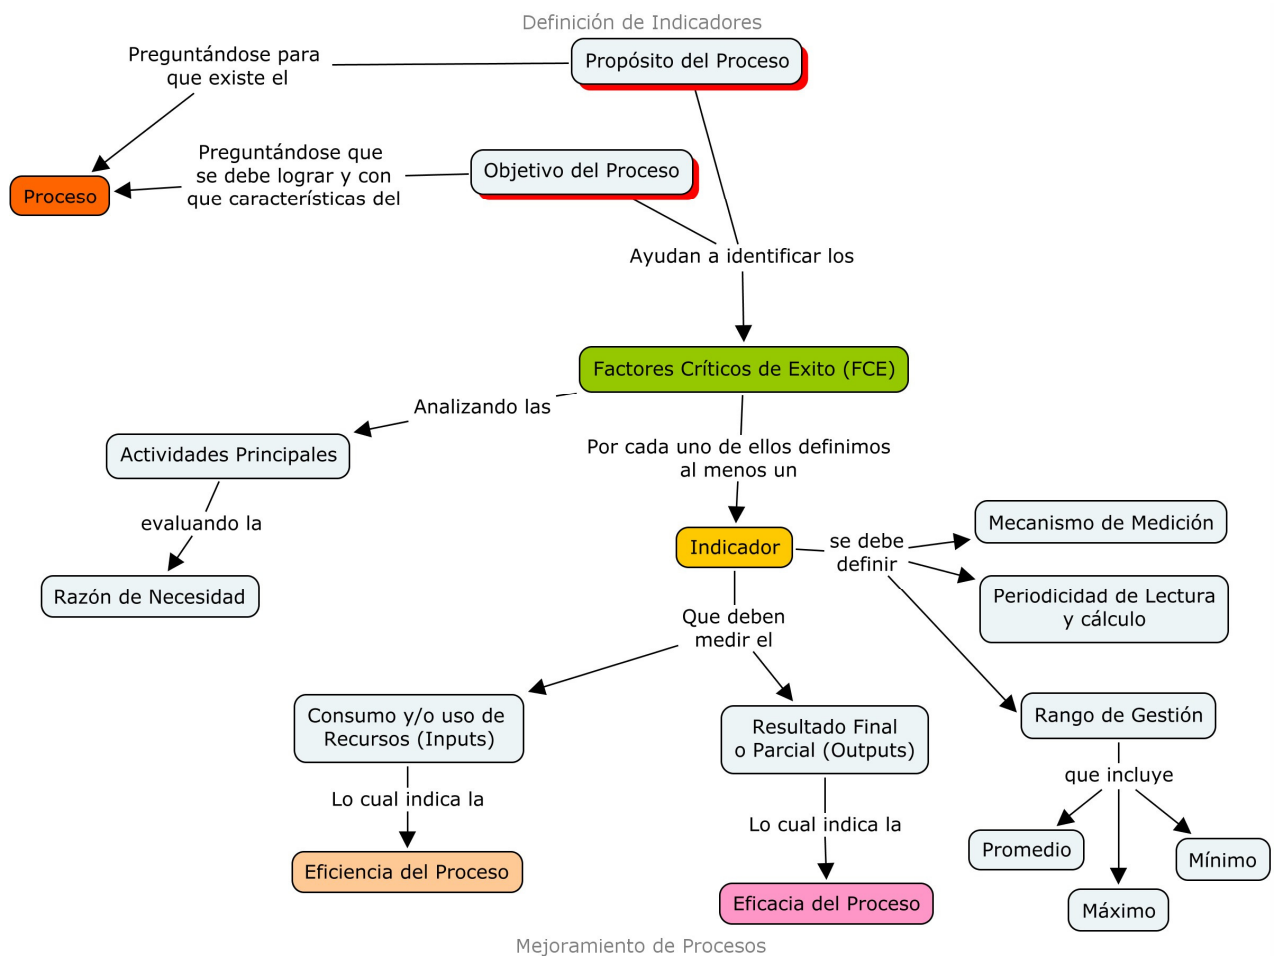 Definición de Indicadores
Preguntándose para
que existe el
Propósito del Proceso
Preguntándose que
se debe lograr y con
que características del
Objetivo del Proceso
Proceso
Ayudan a identificar los
Factores Críticos de Exito (FCE)
Analizando las
Actividades Principales
Por cada uno de ellos definimos
al menos un
evaluando la
Razón de Necesidad
Indicador
se debe
definir
Mecanismo de Medición
Periodicidad de Lectura
y cálculo
Que deben
medir el
Consumo y/o uso de
Recursos (Inputs)
Resultado Final
o Parcial (Outputs)
Rango de Gestión
Lo cual indica la
Lo cual indica la
que incluye
Eficiencia del Proceso
Eficacia del Proceso
Promedio
Máximo
Mínimo
Mejoramiento de Procesos